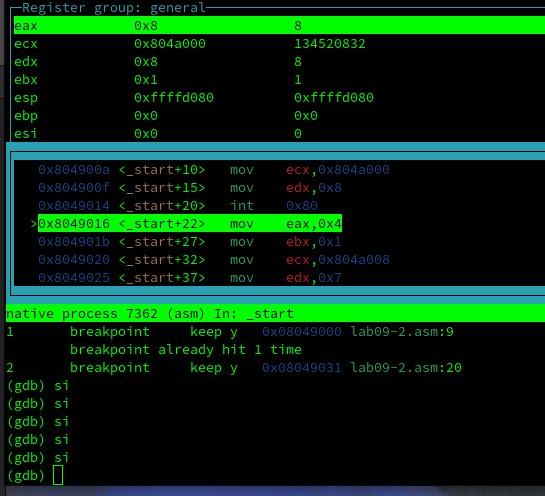 Register group: general
eax 0x8 8
ecx 0x804a000 134520832
edx 0x8 8
ebx 0x1 1
esp 0xffffd080 0xffffd080
ebp 0x0 0x0
esi 0x0 0
0x804900a <_start+10> mov ecx,0x804a000
0x804900f <_start+15> mov edx,0x8
0x8049014 <_start+20> int 0x80
>0x8049016 <_start+22> mov eax,0x4
0x804901b <_start+27> mov ebx,0x1
0x8049020 <_start+32> mov ecx,0x804a008
0x8049025 <_start+37> mov edx,0x7
native process 7362 (asm) In: _start
1 breakpoint keep y 0x08049000 lab09-2.asm:9
breakpoint already hit 1 time
2 breakpoint keep y 0x08049031 lab09-2.asm:20
(gdb) si
(gdb) si
(gdb) si
(gdb) si
(gdb) si
(gdb)